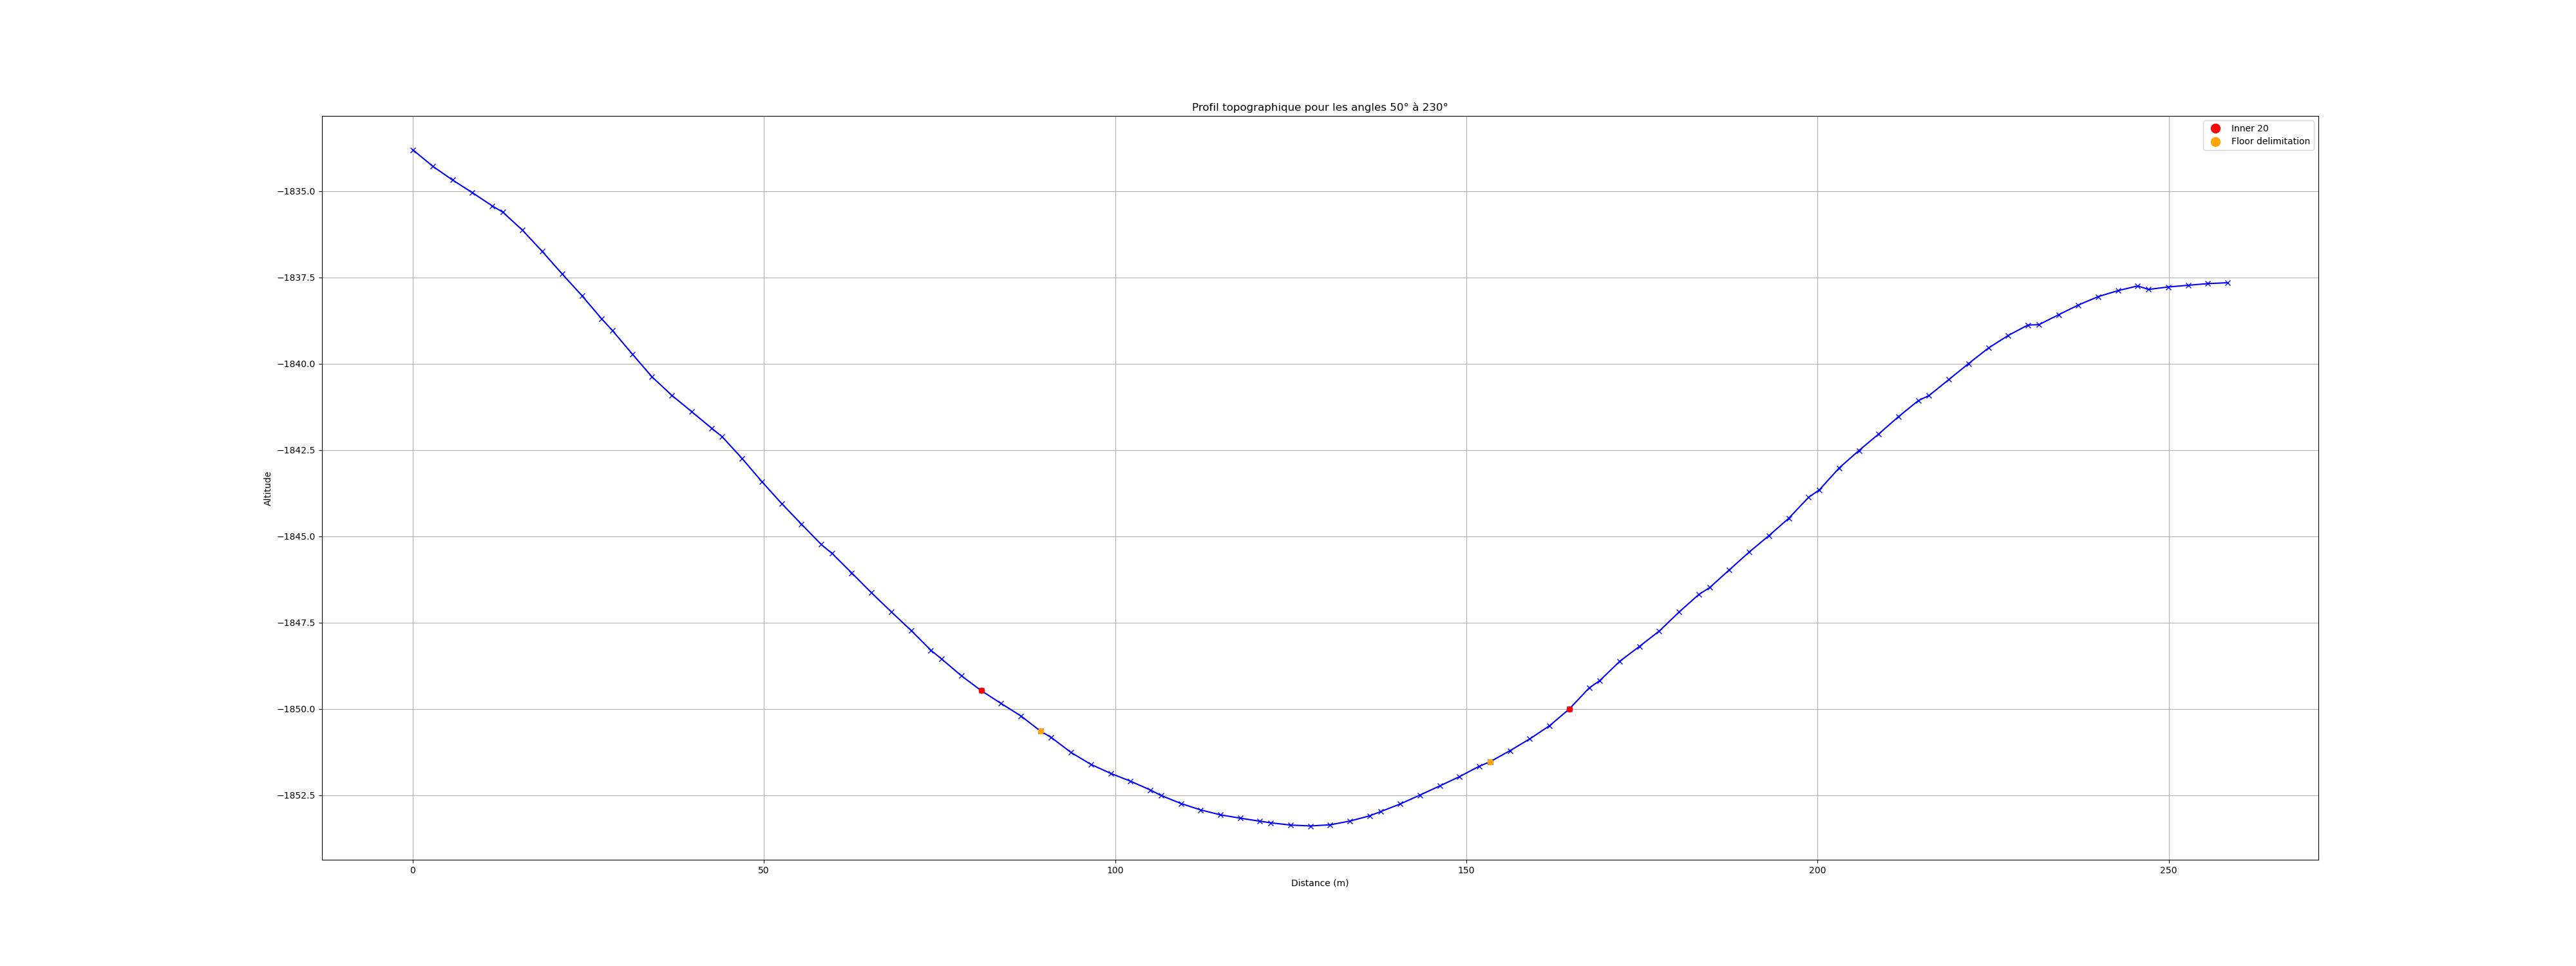 Profil topographique pour les angles 50° à 230°
Inner 20
Floor delimitation
−1835.0
−1837.5
−1840.0
−1842.5
−1845.0
−1847.5
−1850.0
−1852.5
Altitude
0 50 100 150 200 250
Distance (m)